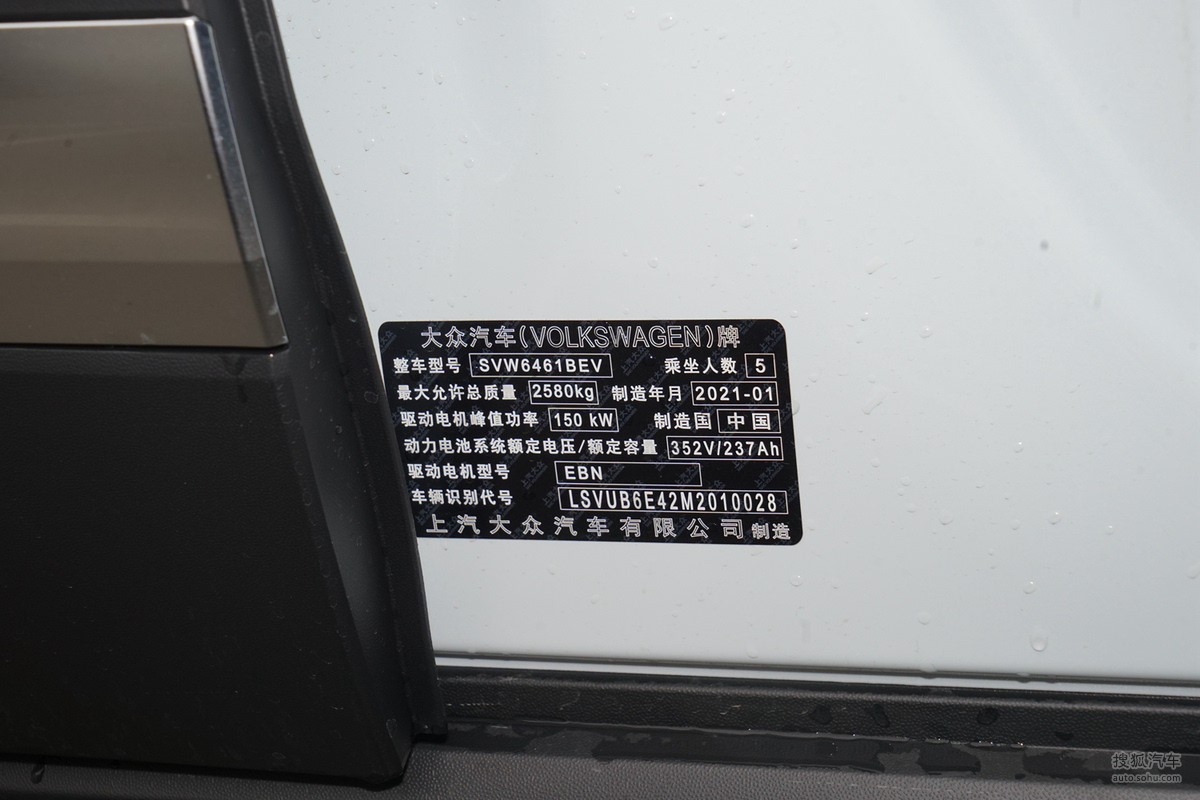 大众汽车(VOLKSWAGEN)牌
整车型号 SVW6461BEV 乘坐人数 5
最大允许总质量 2580kg 制造年月 2021-01
驱动电机峰值功率 150 kW 制造国 中国
动力电池系统额定电压/额定容量 352V/237Ah
驱动电机型号 EBN
车辆识别代号 LSVUB6E42M2010028
上汽大众汽车有限公司 制造
搜狐汽车
auto.sohu.com